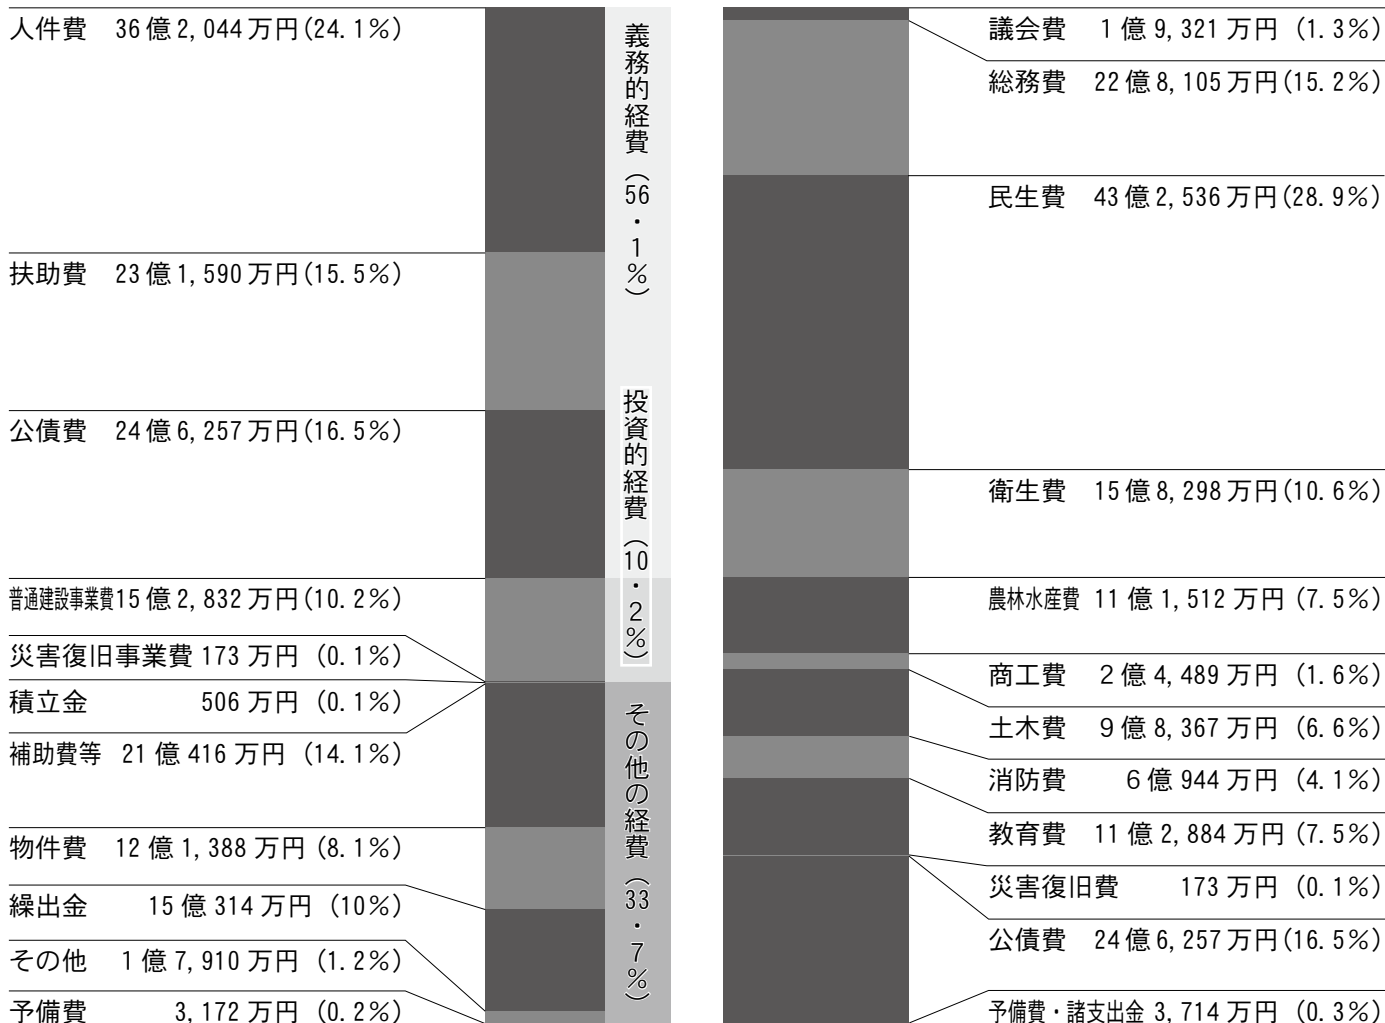 人件費 36億2,044万円(24.1%)
扶助費 23億1,590万円(15.5%)
公債費 24億6,257万円(16.5%)
普通建設事業費15億2,832万円(10.2%)
災害復旧事業費 173万円 (0.1%)
積立金 506万円 (0.1%)
補助費等 21億416万円 (14.1%)
物件費 12億1,388万円 (8.1%)
繰出金 15億314万円 (10%)
その他 1億7,910万円 (1.2%)
予備費 3,172万円 (0.2%)
義務的経費(56・1%)
投資的経費(10・2%)
その他の経費(33・7%)
議会費 1億9,321万円 (1.3%)
総務費 22億8,105万円(15.2%)
民生費 43億2,536万円(28.9%)
衛生費 15億8,298万円(10.6%)
農林水産費 11億1,512万円 (7.5%)
商工費 2億4,489万円 (1.6%)
土木費 9億8,367万円 (6.6%)
消防費 6億944万円 (4.1%)
教育費 11億2,884万円 (7.5%)
災害復旧費 173万円 (0.1%)
公債費 24億6,257万円(16.5%)
予備費・諸支出金 3,714万円 (0.3%)